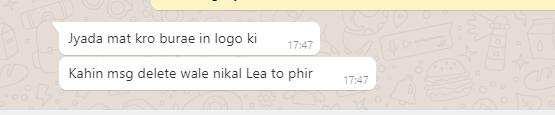 Jyada mat kro burae in logo ki
17:47
Kahin msg delete wale nikal Lea to phir
17:47